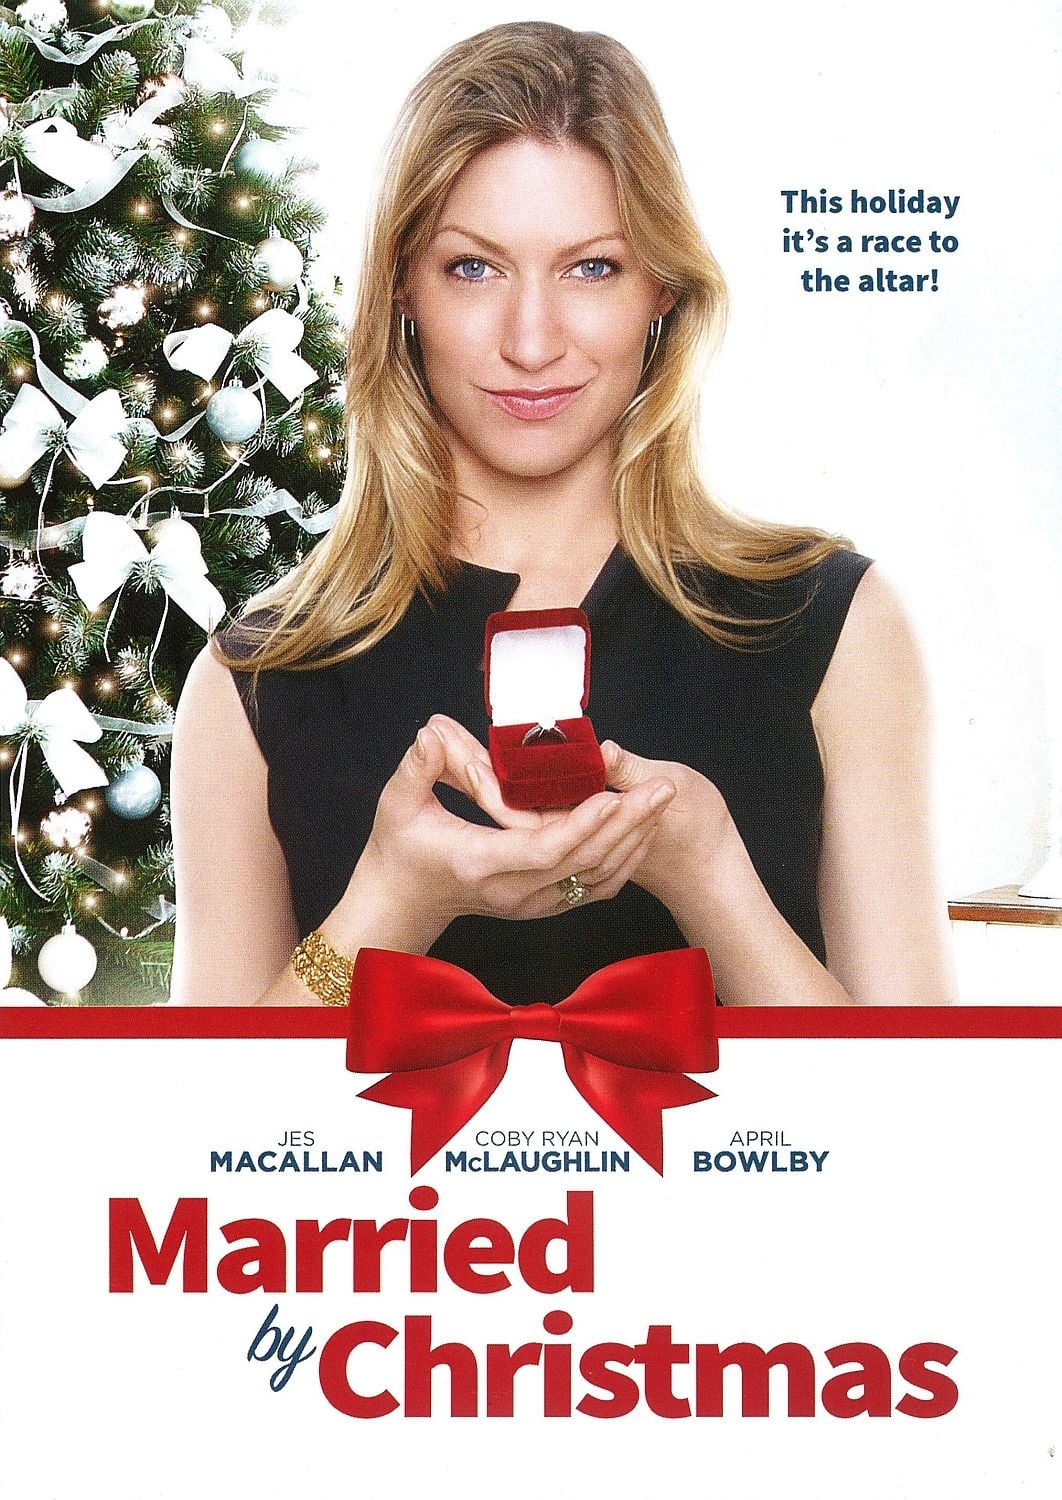 This holiday
it’s a race to
the altar!
JES
MACALLAN
COBY RYAN
McLAUGHLIN
APRIL
BOWLBY
Married
by Christmas